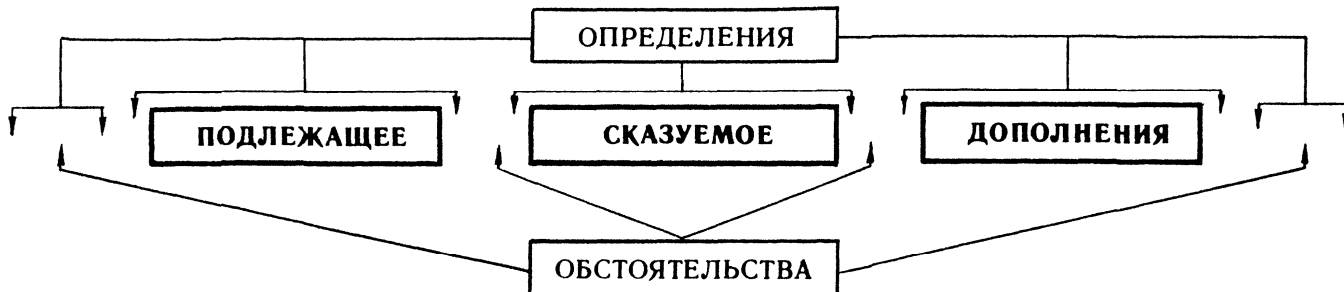 ОПРЕДЕЛЕНИЯ
ПОДЛЕЖАЩЕЕ СКАЗУЕМОЕ ДОПОЛНЕНИЯ
ОБСТОЯТЕЛЬСТВА